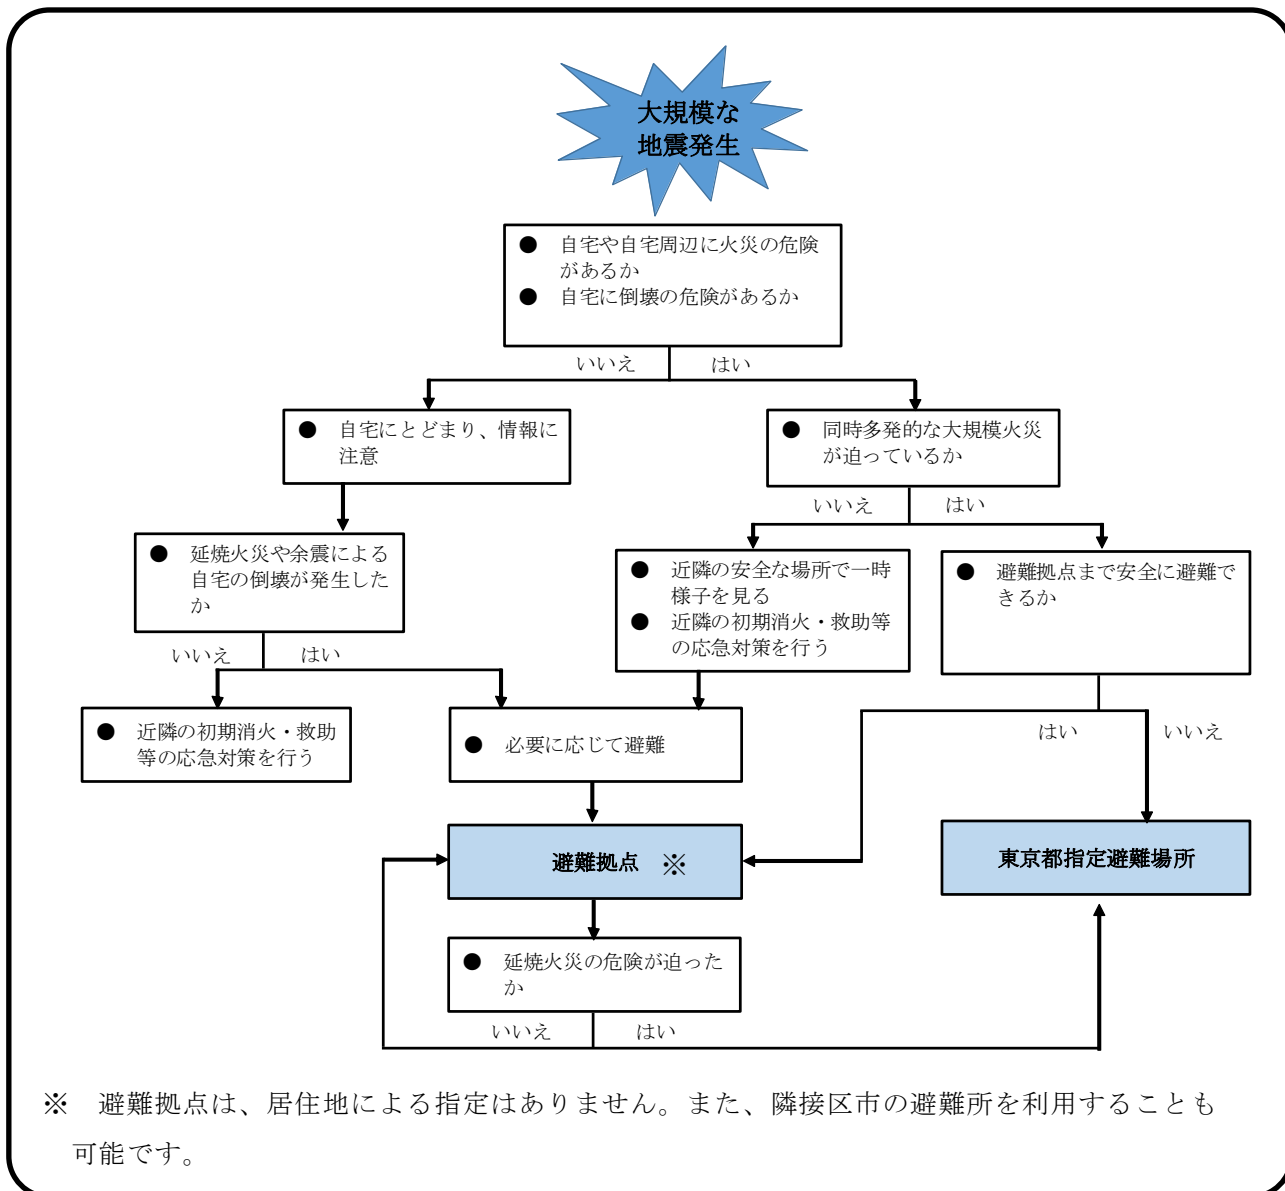 大規模な
地震発生
● 自宅や自宅周辺に火災の危険
があるか
● 自宅に倒壊の危険があるか
いいえ はい
● 自宅にとどまり、情報に
注意
● 同時多発的な大規模火災
が迫っているか
いいえ はい
● 延焼火災や余震による
自宅の倒壊が発生した
か
● 近隣の安全な場所で一時
様子を見る
● 近隣の初期消火・救助等
の応急対策を行う
● 避難拠点まで安全に避難で
きるか
いいえ はい
● 近隣の初期消火・救助
等の応急対策を行う
● 必要に応じて避難
はい いいえ
避難拠点 ※
東京都指定避難場所
● 延焼火災の危険が迫った
か
いいえ はい
※ 避難拠点は、居住地による指定はありません。また、隣接区市の避難所を利用することも
可能です。